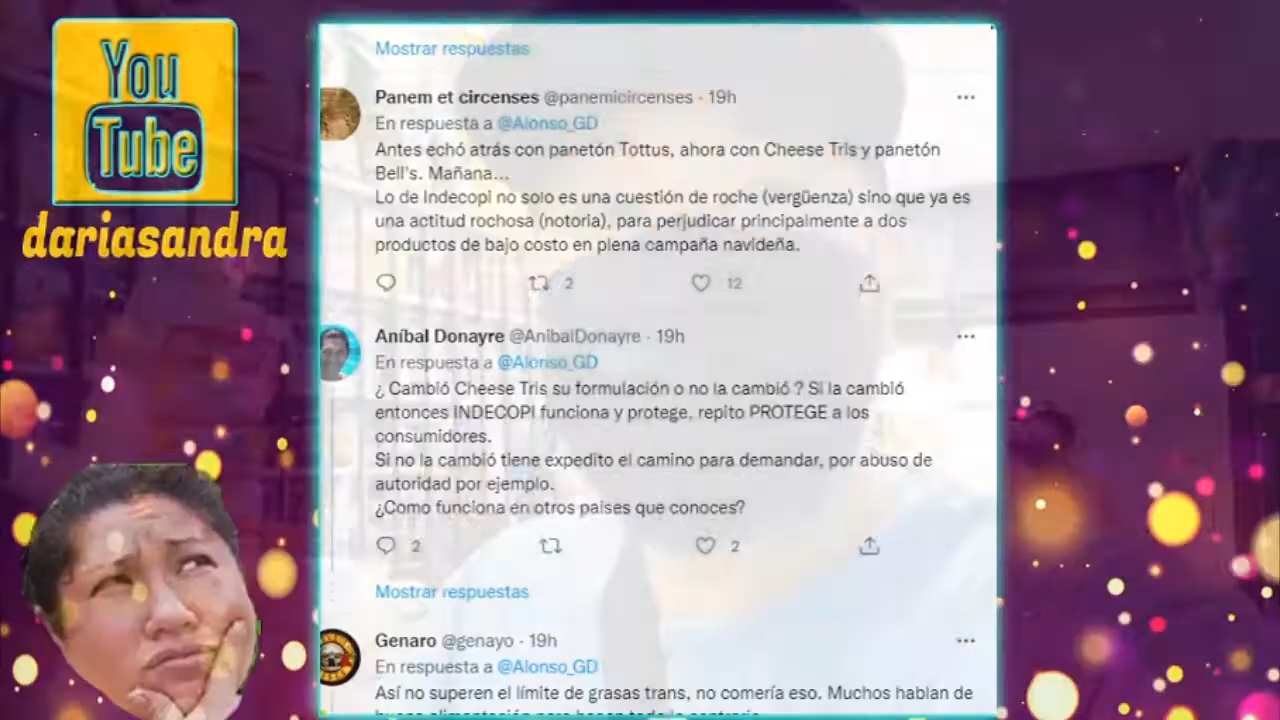 You
Tube
dariasandra
Mostrar respuestas
Panem et circenses @panemicircenses · 19h
En respuesta a @Alonso_GD
Antes echó atrás con panetón Tottus, ahora con Cheese Tris y panetón
Bell's. Mañana...
Lo de Indecopi no solo es una cuestión de roche (vergüenza) sino que ya es
una actitud rochosa (notoria), para perjudicar principalmente a dos
productos de bajo costo en plena campaña navideña.
2 12
Aníbal Donayre @AnibalDonayre · 19h
En respuesta a @Alonso_GD
¿ Cambió Cheese Tris su formulación o no la cambió ? Si la cambió
entonces INDECOPI funciona y protege, repito PROTEGE a los
consumidores.
Si no la cambió tiene expedito el camino para demandar, por abuso de
autoridad por ejemplo.
¿Como funciona en otros países que conoces?
2 2
Mostrar respuestas
Genaro @genayo · 19h
En respuesta a @Alonso_GD
Así no superen el límite de grasas trans, no comería eso. Muchos hablan de